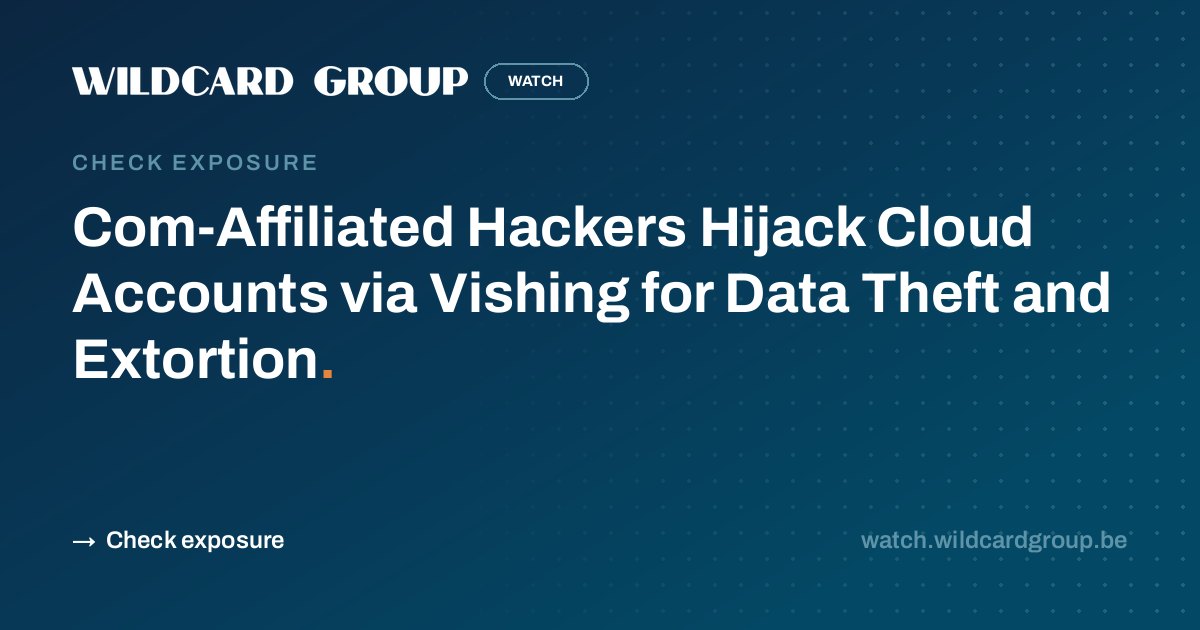 WILDCARD GROUP WATCH
CHECK EXPOSURE
Com-Affiliated Hackers Hijack Cloud
Accounts via Vishing for Data Theft and
Extortion.
→ Check exposure
watch.wildcardgroup.be